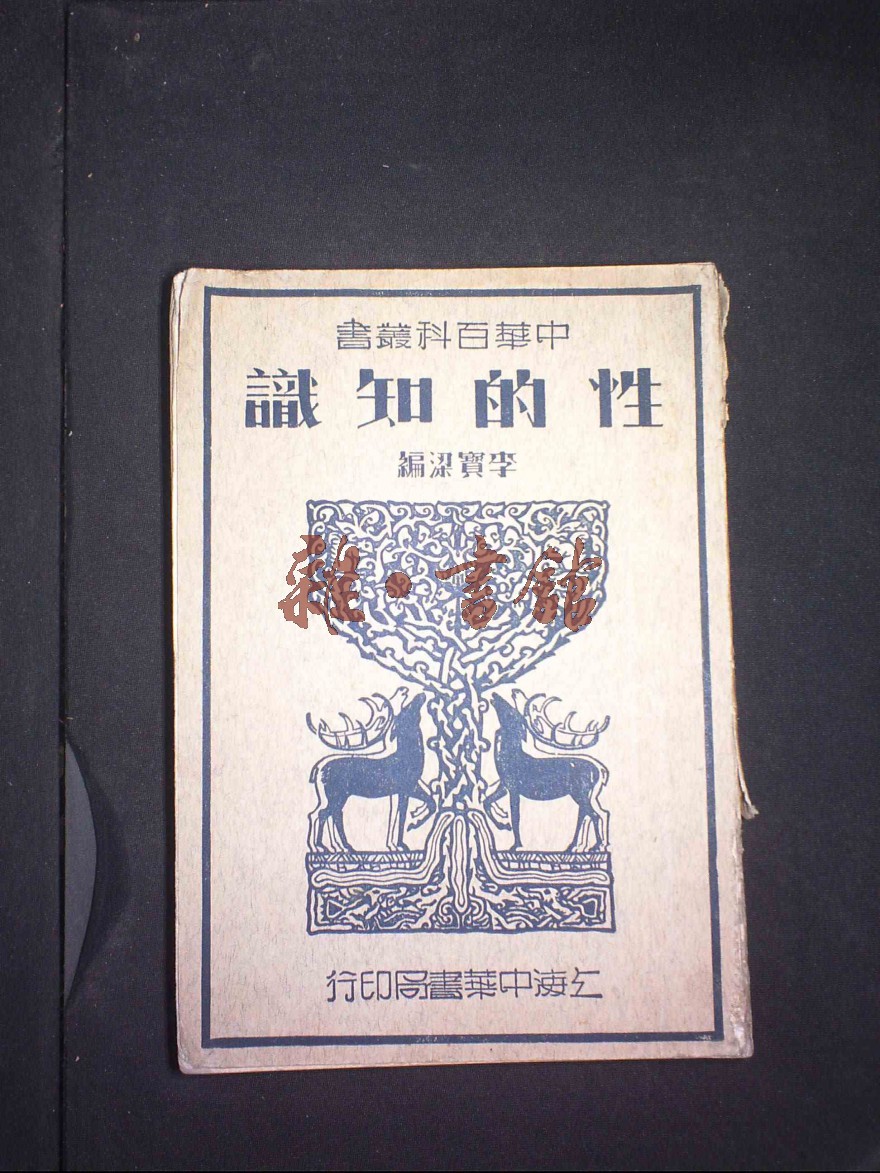 中華百科叢書
性的知識
李寶梁編
雜·書館
上海中華書局印行